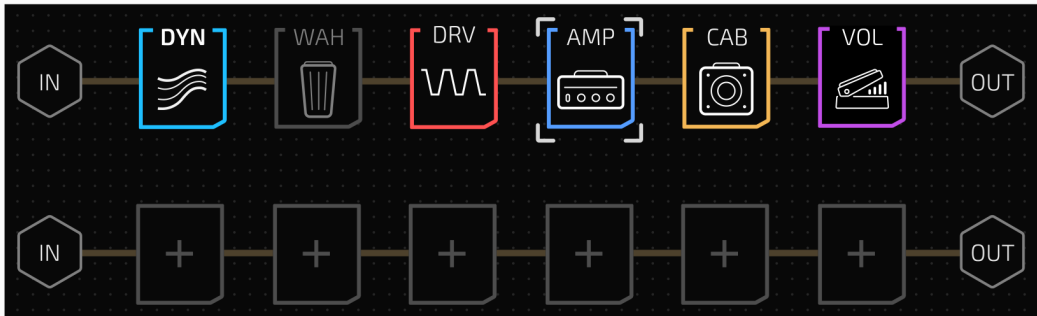 IN
DYN
WAH
DRV
AMP
CAB
VOL
OUT
IN
OUT